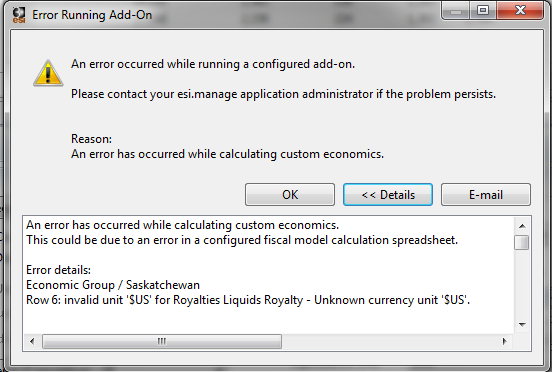 esi
Error Running Add-On
An error occurred while running a configured add-on.
Please contact your esi.manage application administrator if the problem persists.
Reason:
An error has occurred while calculating custom economics.
OK
<< Details
E-mail
An error has occurred while calculating custom economics.
This could be due to an error in a configured fiscal model calculation spreadsheet.
Error details:
Economic Group / Saskatchewan
Row 6: invalid unit '$US' for Royalties Liquids Royalty - Unknown currency unit '$US'.